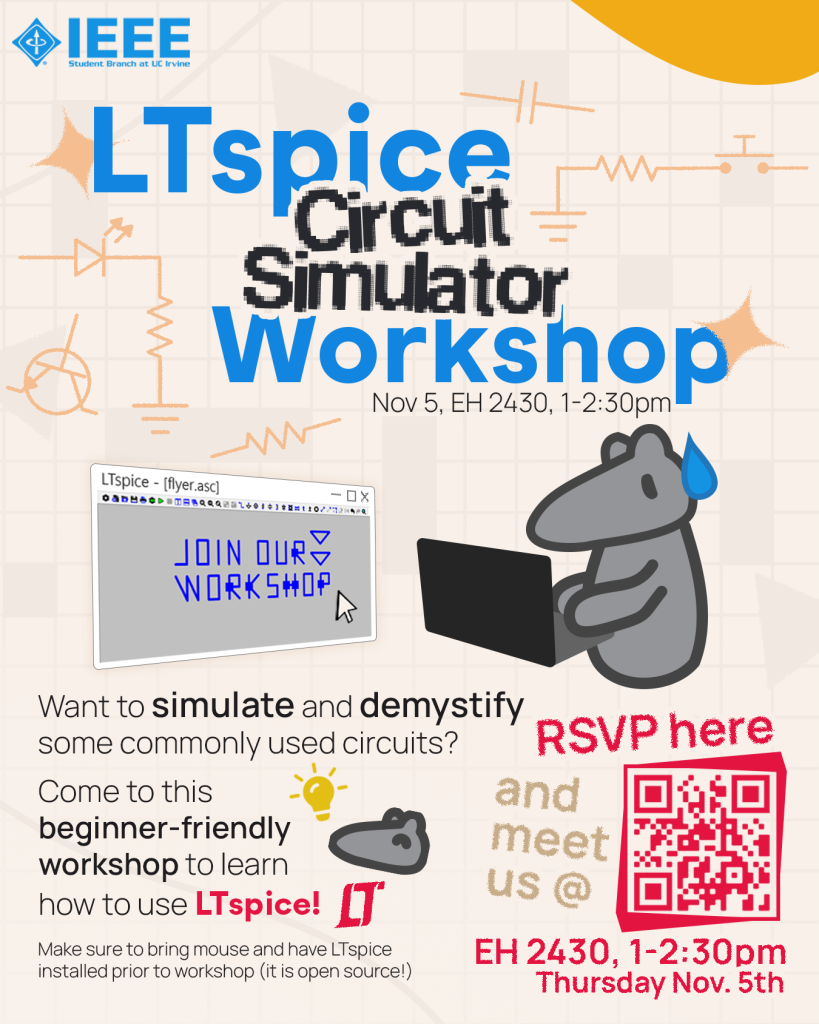 IEEE
Student Branch at UC Irvine
LTspice
Circuit
Simulator
Workshop
Nov 5, EH 2430, 1-2:30pm
LTspice - [flyer.asc]
JOIN OUR
WORKSHOP
Want to simulate and demystify
some commonly used circuits?
RSVP here
Come to this
beginner-friendly
workshop to learn
how to use LTspice! LT
and
meet
us @
Make sure to bring mouse and have LTspice
installed prior to workshop (it is open source!)
EH 2430, 1-2:30pm
Thursday Nov. 5th